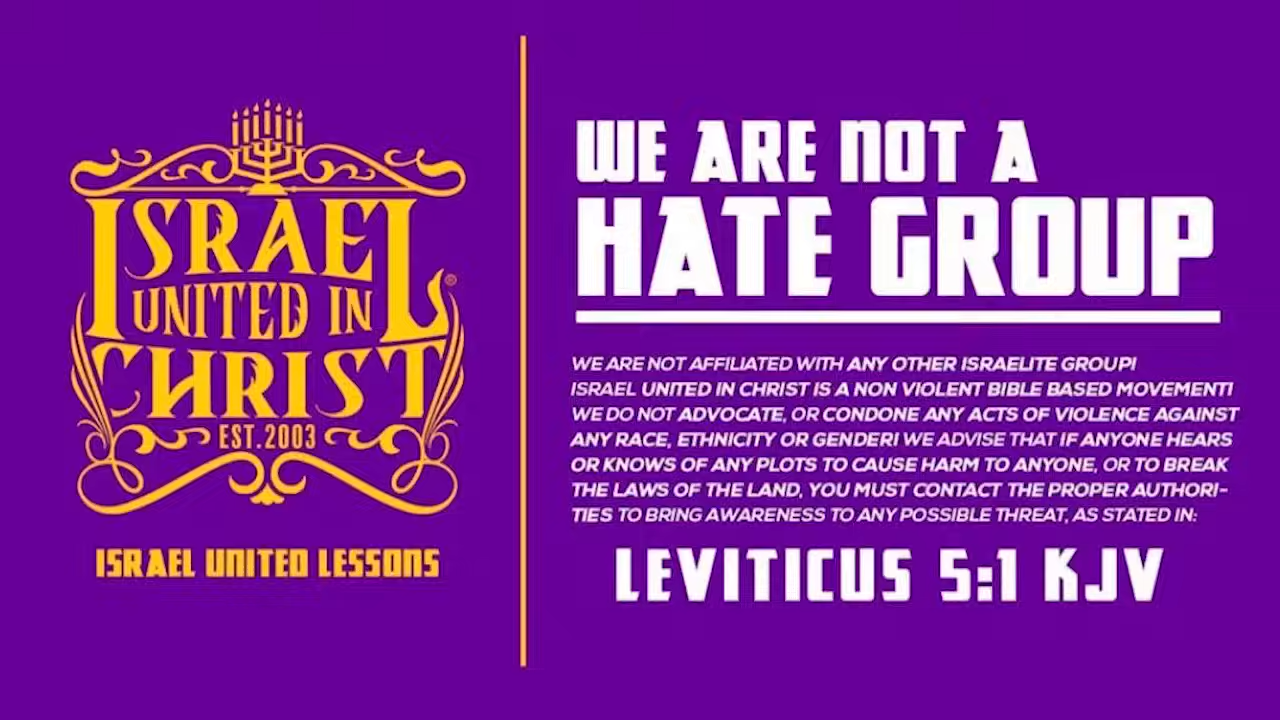 ISRAEL
UNITED IN
CHRIST
EST. 2003
®
ISRAEL UNITED LESSONS
WE ARE NOT A
HATE GROUP
WE ARE NOT AFFILIATED WITH ANY OTHER ISRAELITE GROUP!
ISRAEL UNITED IN CHRIST IS A NON VIOLENT BIBLE BASED MOVEMENT!
WE DO NOT ADVOCATE, OR CONDONE ANY ACTS OF VIOLENCE AGAINST
ANY RACE, ETHNICITY OR GENDER! WE ADVISE THAT IF ANYONE HEARS
OR KNOWS OF ANY PLOTS TO CAUSE HARM TO ANYONE, OR TO BREAK
THE LAWS OF THE LAND, YOU MUST CONTACT THE PROPER AUTHORI-
TIES TO BRING AWARENESS TO ANY POSSIBLE THREAT, AS STATED IN:
LEVITICUS 5:1 KJV